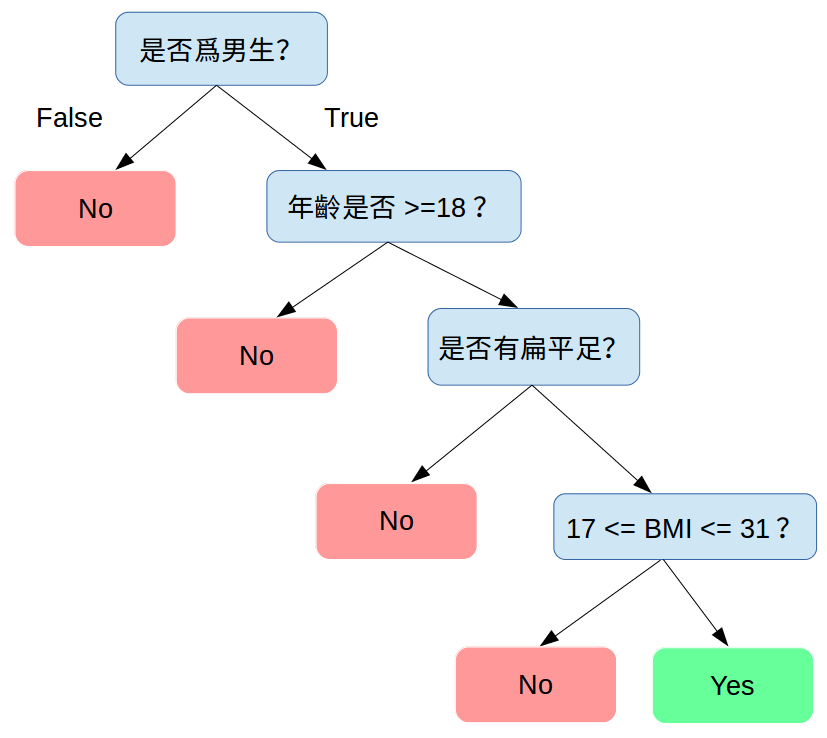 是否爲男生?
False
True
No
年齡是否 >=18 ?
No
是否有扁平足?
No
17 <= BMI <= 31 ?
No
Yes